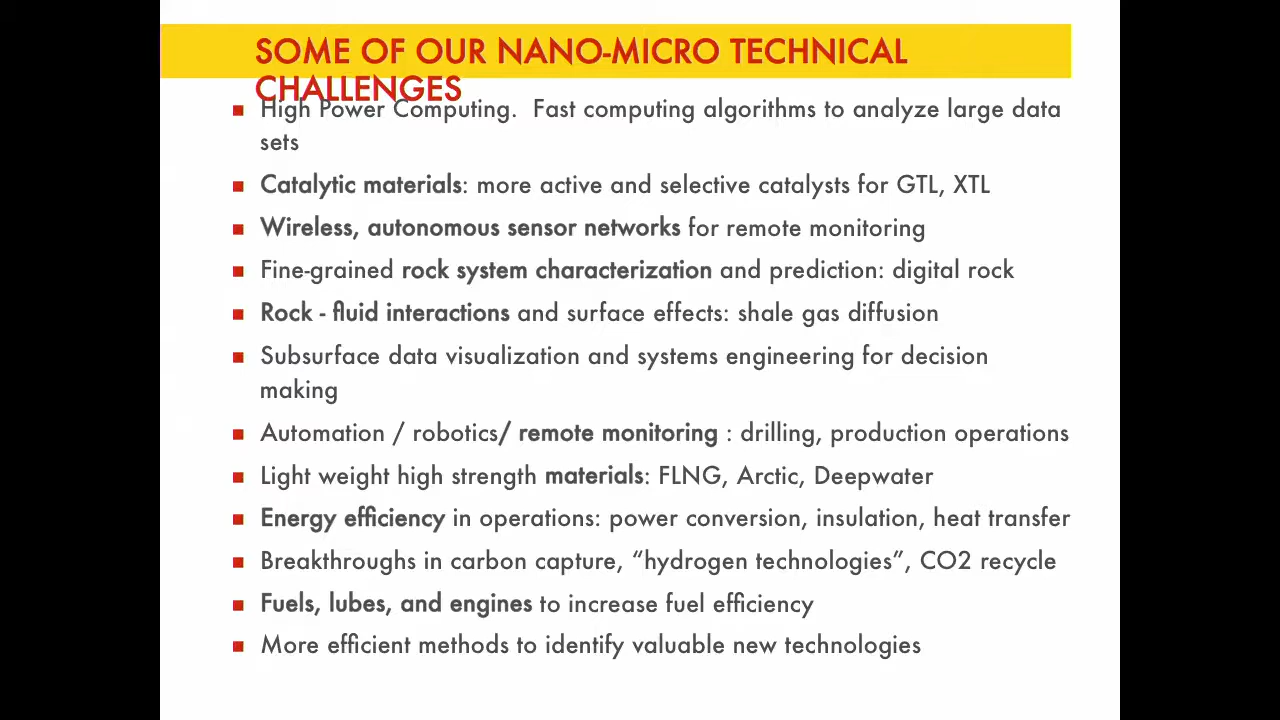 SOME OF OUR NANO-MICRO TECHNICAL
CHALLENGES
High Power Computing.  Fast computing algorithms to analyze large data
sets
Catalytic materials: more active and selective catalysts for GTL, XTL
Wireless, autonomous sensor networks for remote monitoring
Fine-grained rock system characterization and prediction: digital rock
Rock - fluid interactions and surface effects: shale gas diffusion
Subsurface data visualization and systems engineering for decision
making
Automation / robotics/ remote monitoring : drilling, production operations
Light weight high strength materials: FLNG, Arctic, Deepwater
Energy efficiency in operations: power conversion, insulation, heat transfer
Breakthroughs in carbon capture, “hydrogen technologies”, CO2 recycle
Fuels, lubes, and engines to increase fuel efficiency
More efficient methods to identify valuable new technologies